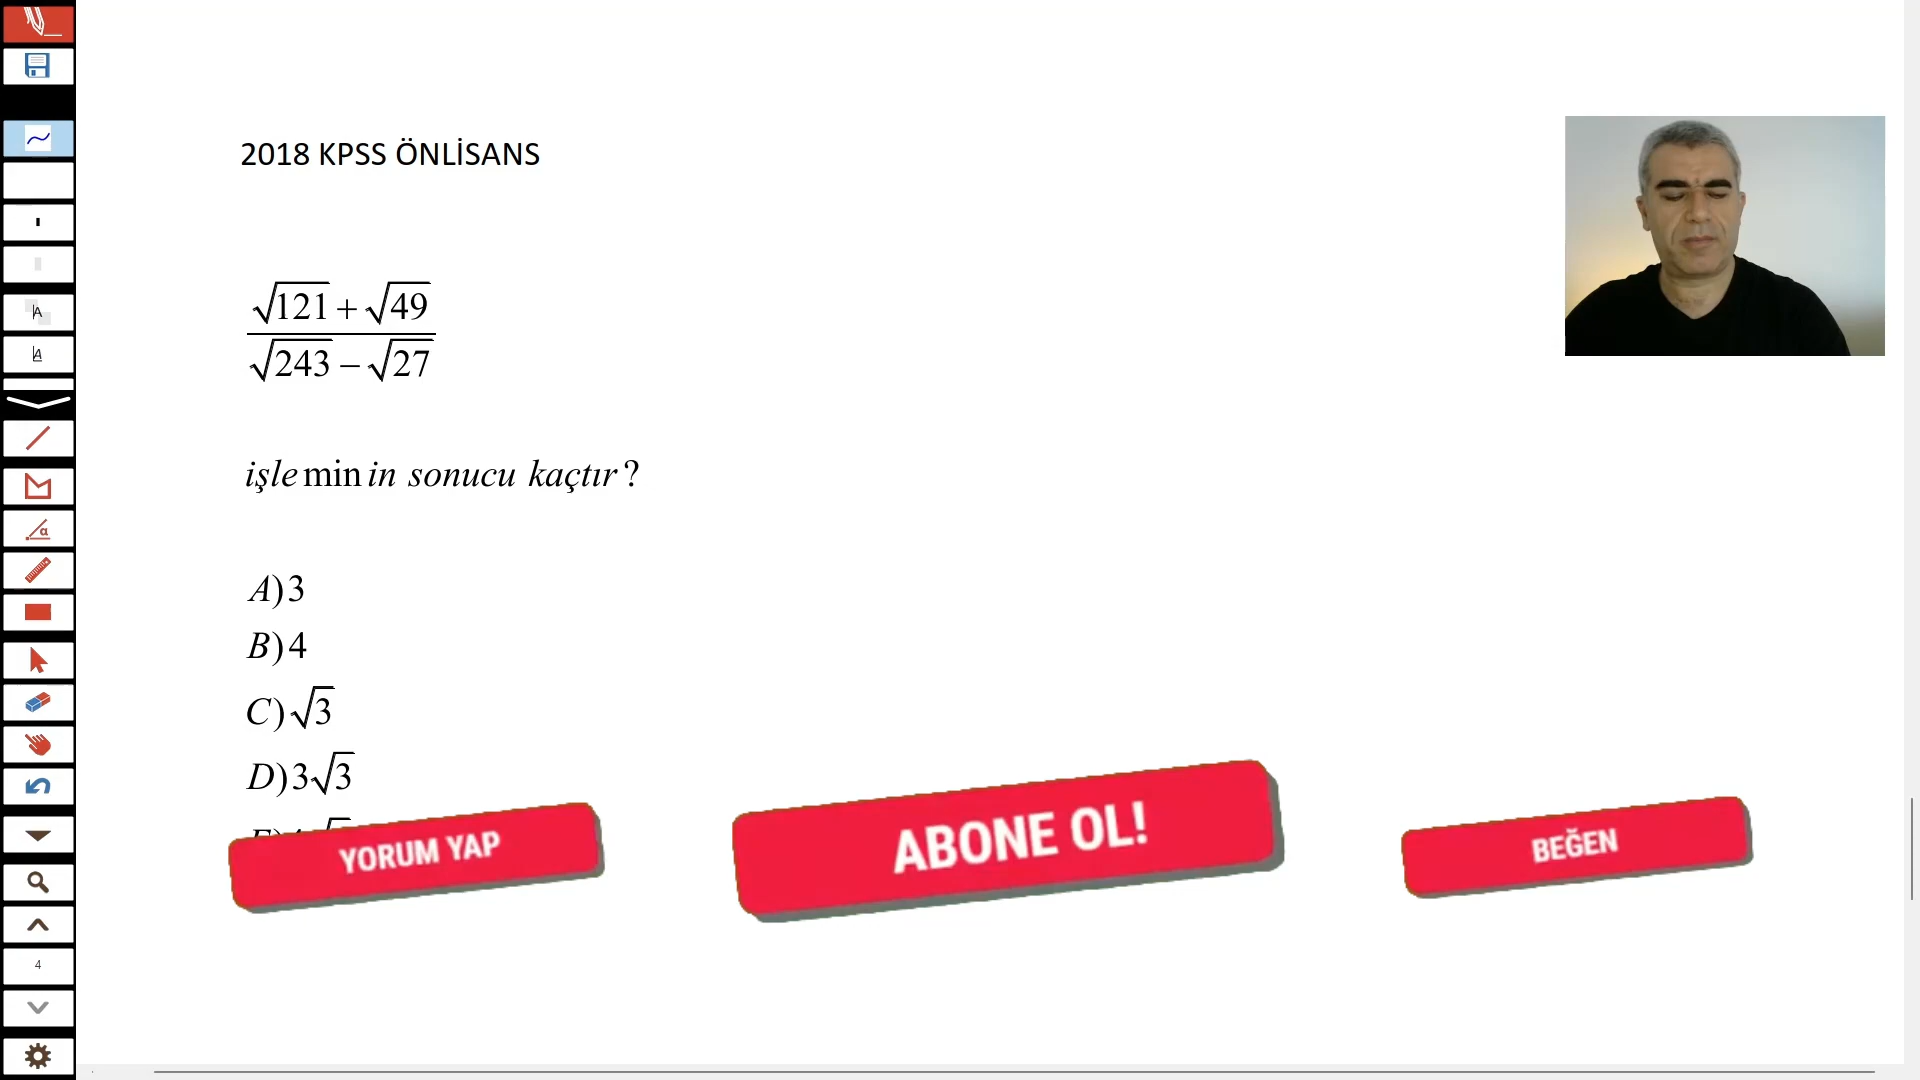 2018 KPSS ÖNLİSANS
√121 + √49
√243 − √27
işleminin sonucu kaçtır?
A)3
B)4
C)√3
D)3√3
YORUM YAP
ABONE OL!
BEĞEN
A
A
α
4